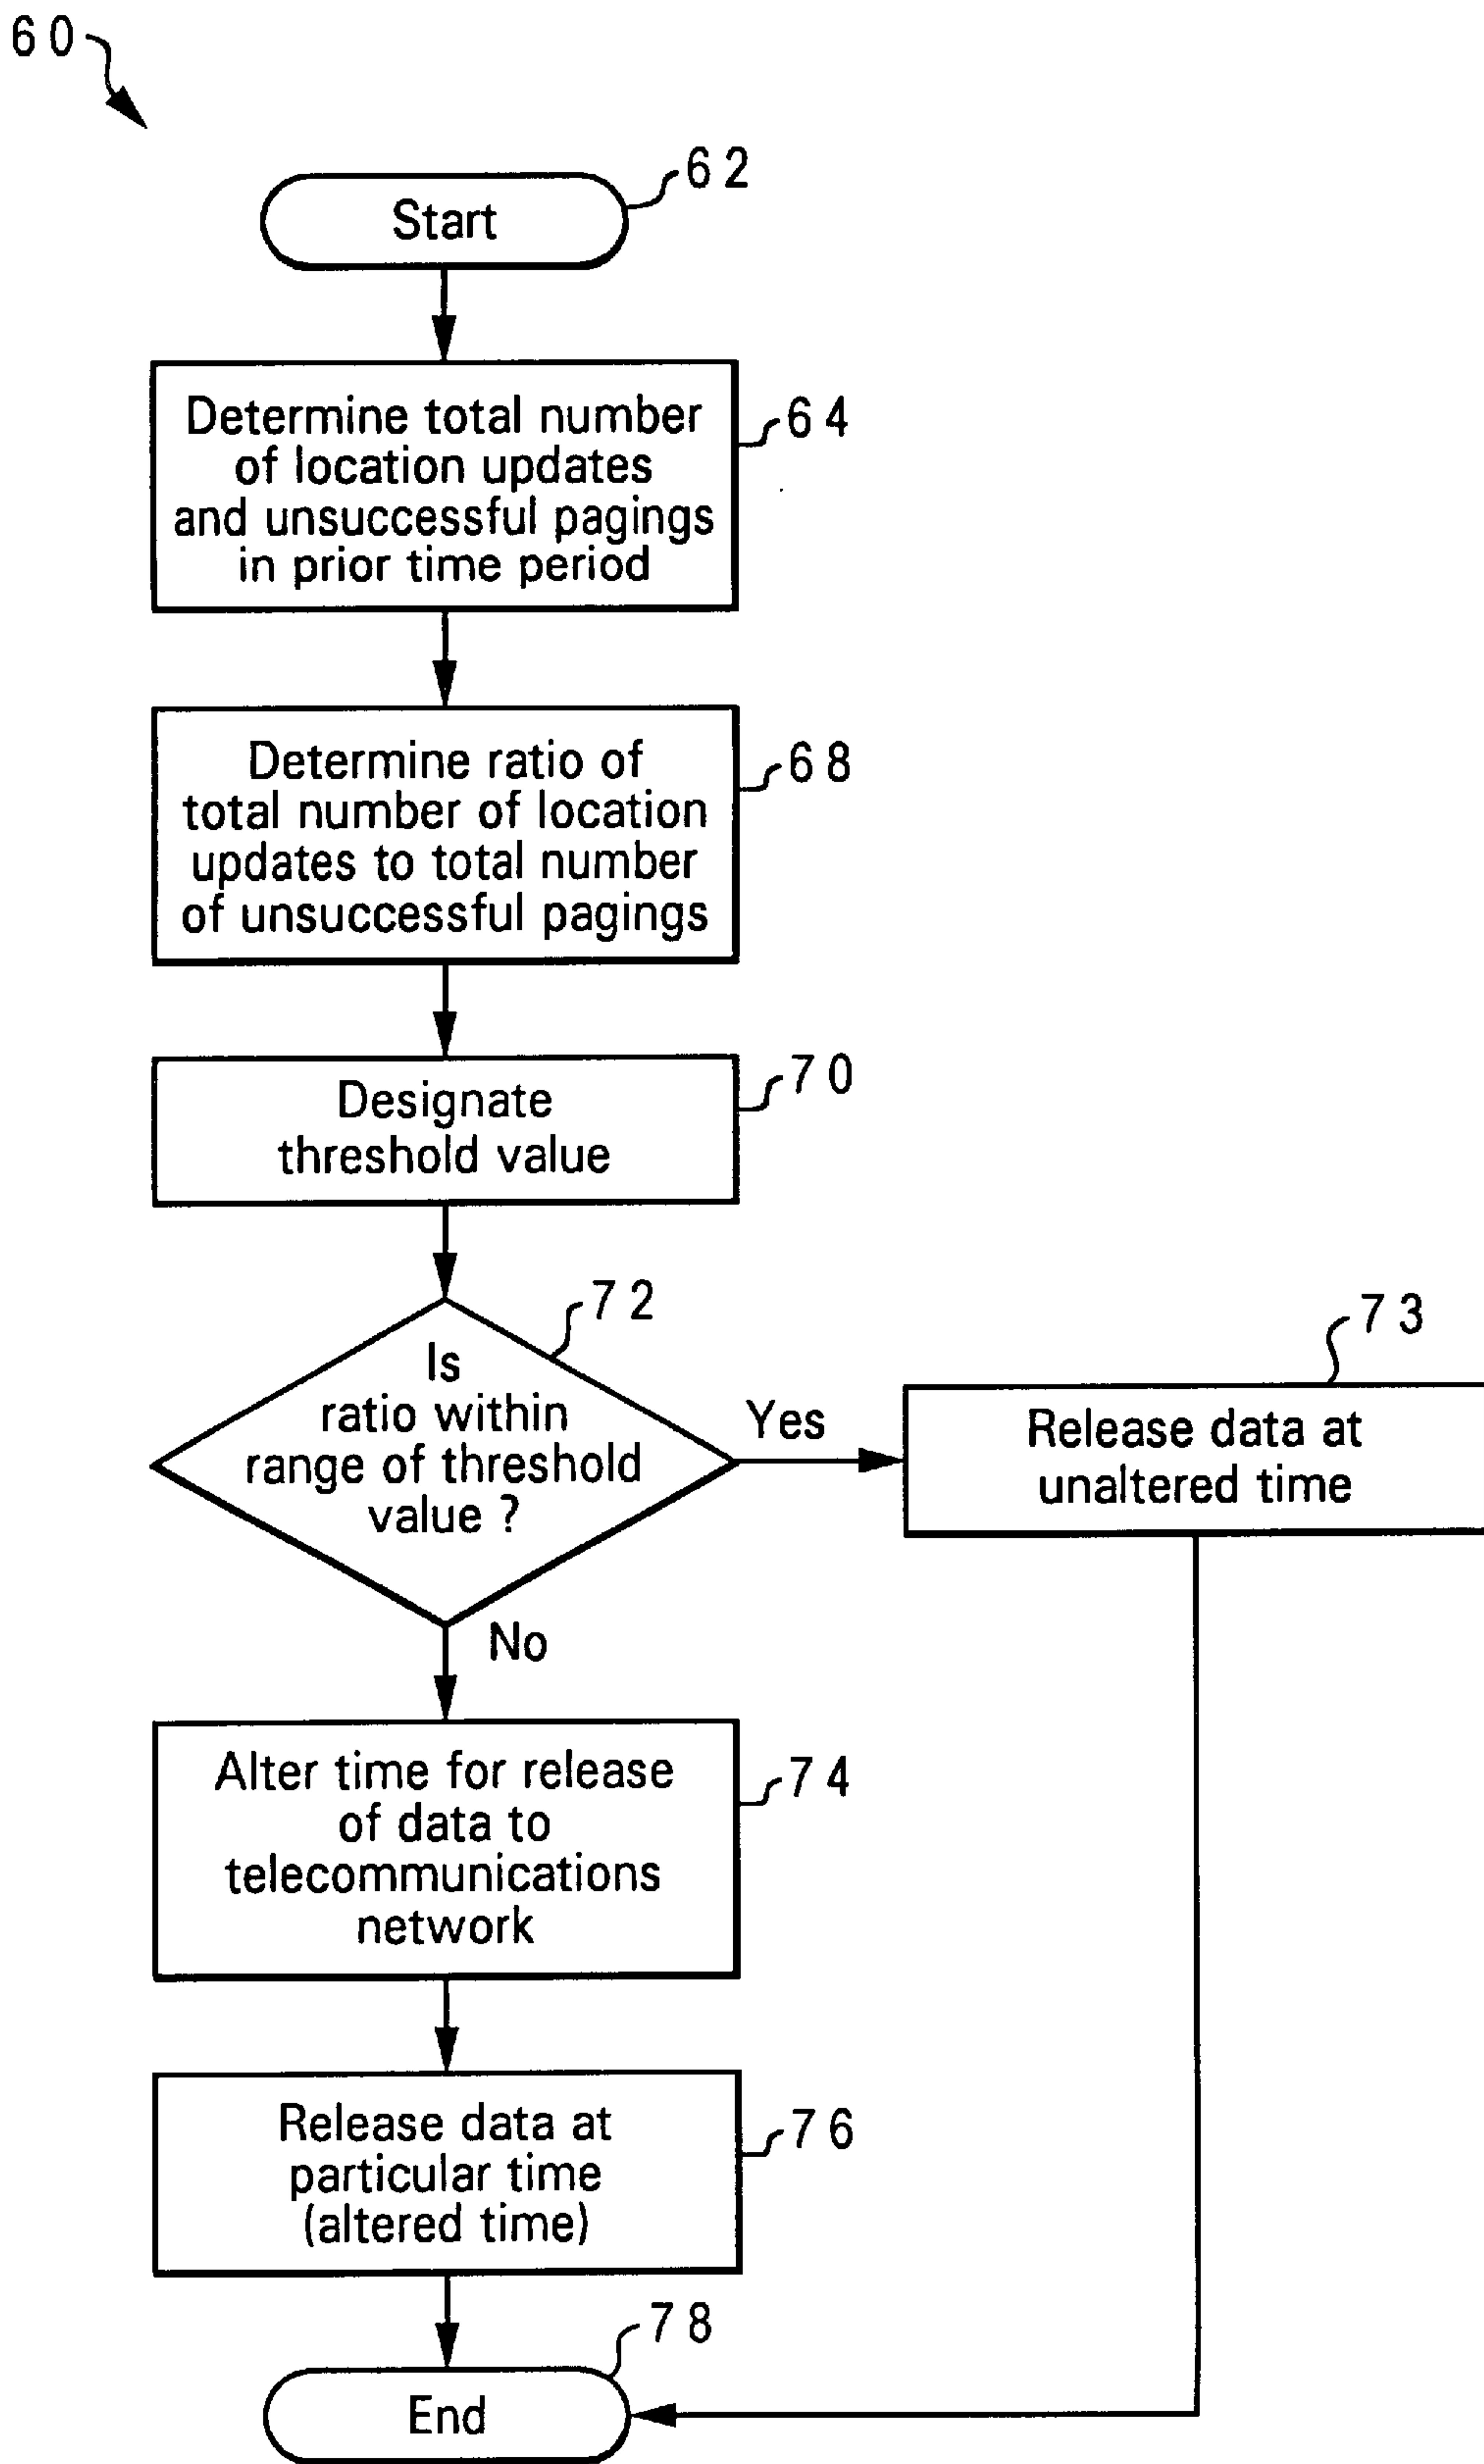 60
62
Start
64
Determine total number
of location updates
and unsuccessful pagings
in prior time period
68
Determine ratio of
total number of location
updates to total number
of unsuccessful pagings
70
Designate
threshold value
72
Is
ratio within
range of threshold
value ?
Yes
73
Release data at
unaltered time
No
74
Alter time for release
of data to
telecommunications
network
76
Release data at
particular time
(altered time)
78
End